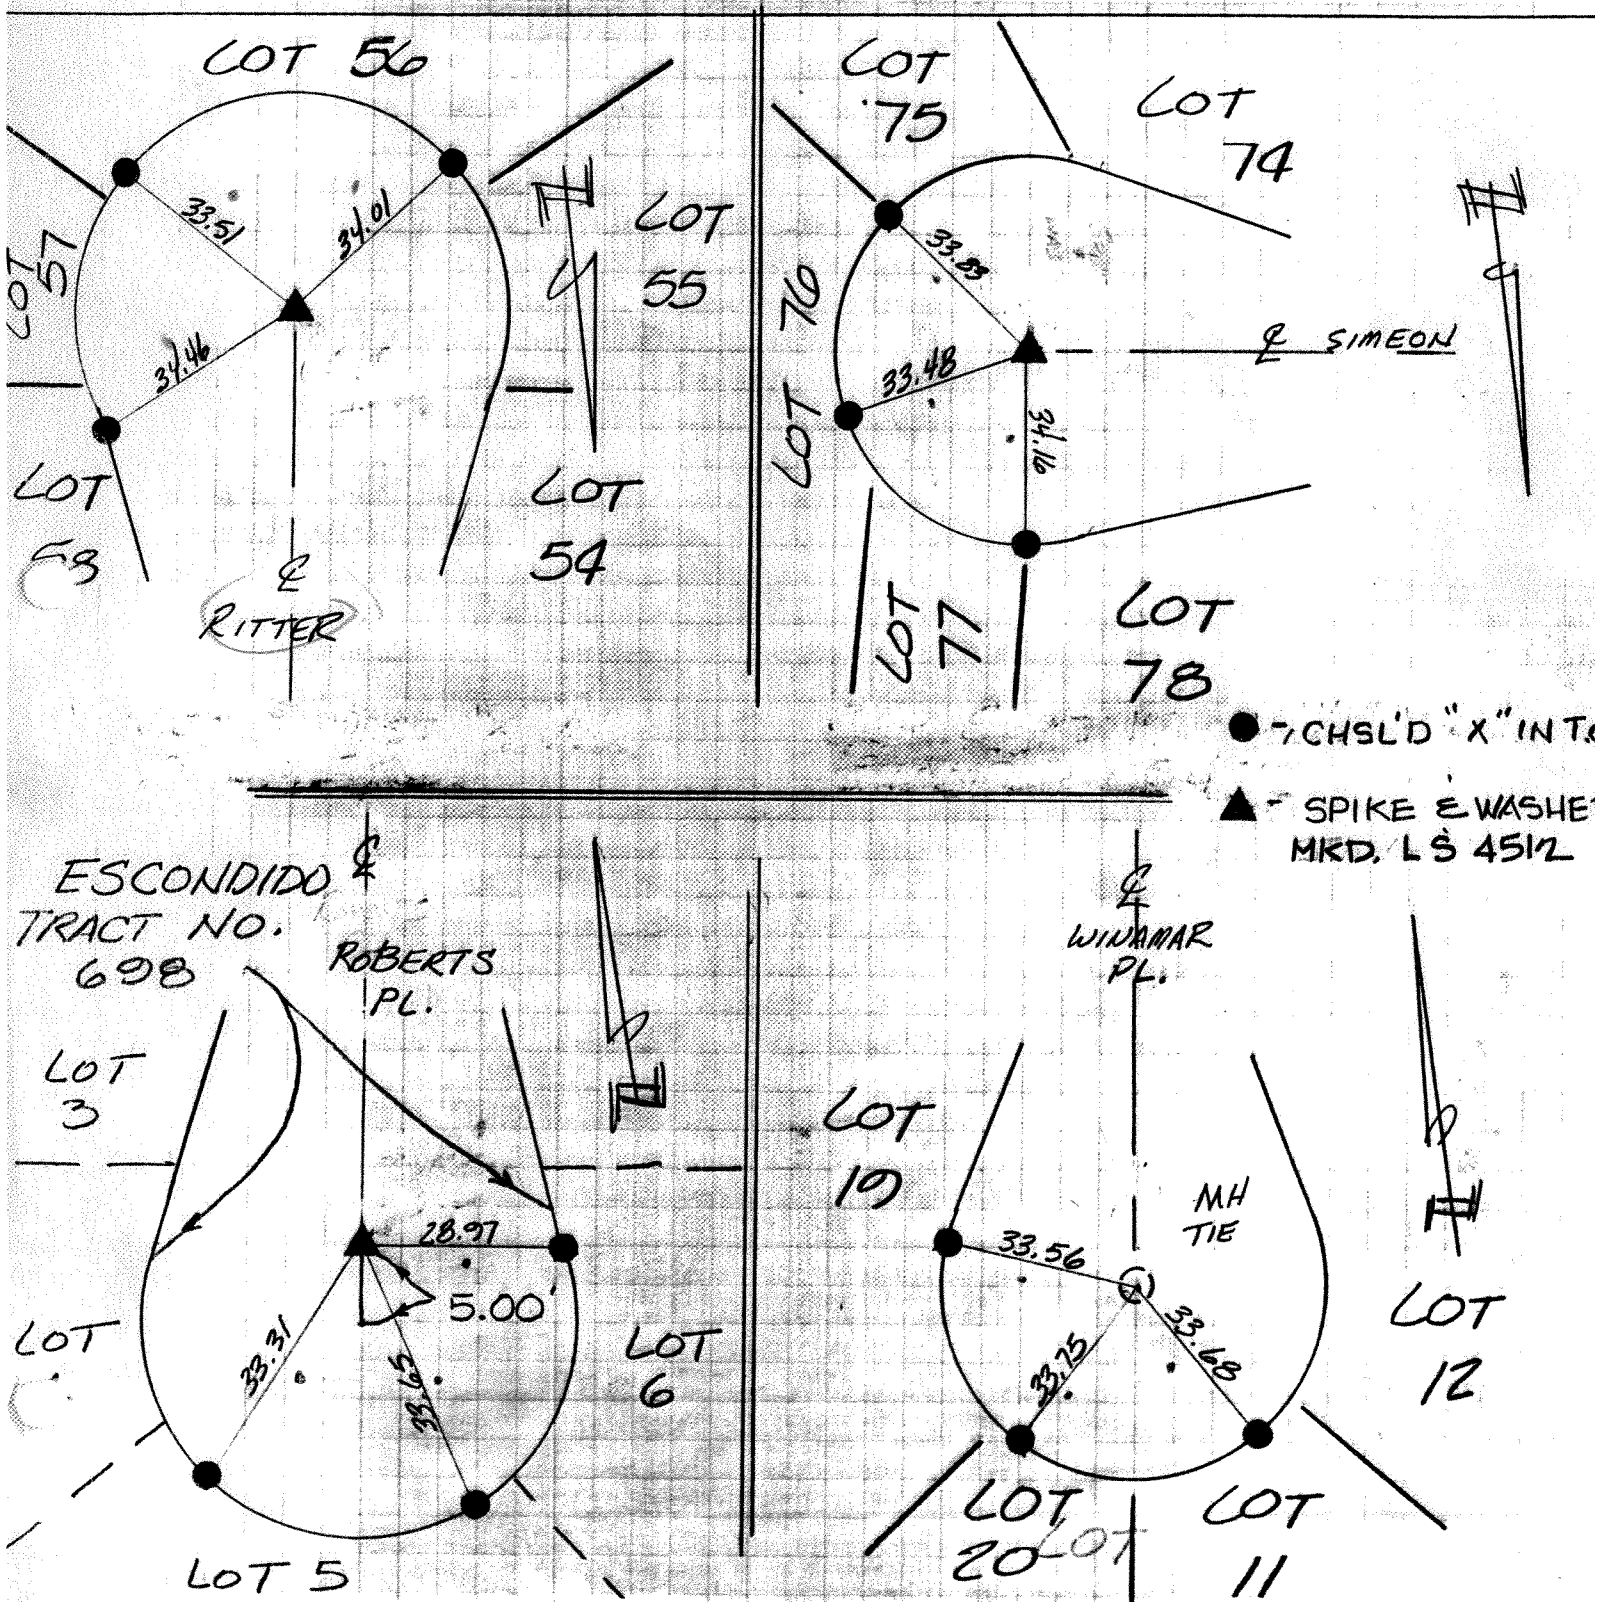 LOT 56
33.51
34.01
34.46
LOT
57
LOT
55
LOT
LOT
54
℄
RITTER
LOT
75
LOT
74
33.83
33.48
34.16
LOT 76
℄ SIMEON
LOT
77
LOT
78
- CHSL'D "X" IN
- SPIKE & WASHE
MKD. LS 4512
ESCONDIDO
TRACT NO.
698
℄
ROBERTS
PL.
LOT
3
28.97
5.00'
33.31
33.65
LOT
LOT
6
LOT 5
℄
WINAMAR
PL.
LOT
19
MH
TIE
33.56
33.75
33.68
LOT
12
LOT
20
LOT
LOT
11